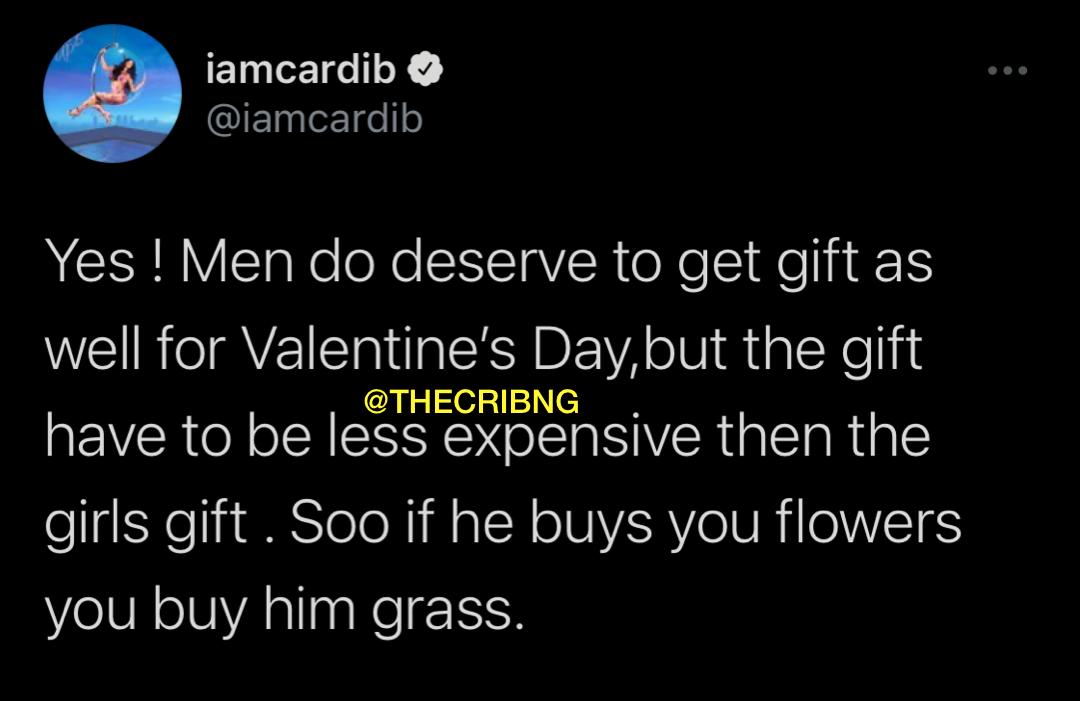 iamcardib
@iamcardib
Yes ! Men do deserve to get gift as
well for Valentine’s Day,but the gift
@THECRIBNG
have to be less expensive then the
girls gift . Soo if he buys you flowers
you buy him grass.